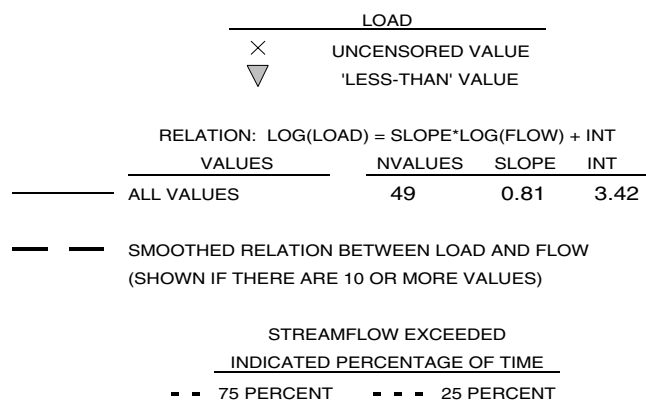 LOAD
UNCENSORED VALUE
'LESS-THAN' VALUE
RELATION: LOG(LOAD) = SLOPE*LOG(FLOW) + INT
VALUES NVALUES SLOPE INT
ALL VALUES 49 0.81 3.42
SMOOTHED RELATION BETWEEN LOAD AND FLOW
(SHOWN IF THERE ARE 10 OR MORE VALUES)
STREAMFLOW EXCEEDED
INDICATED PERCENTAGE OF TIME
75 PERCENT 25 PERCENT